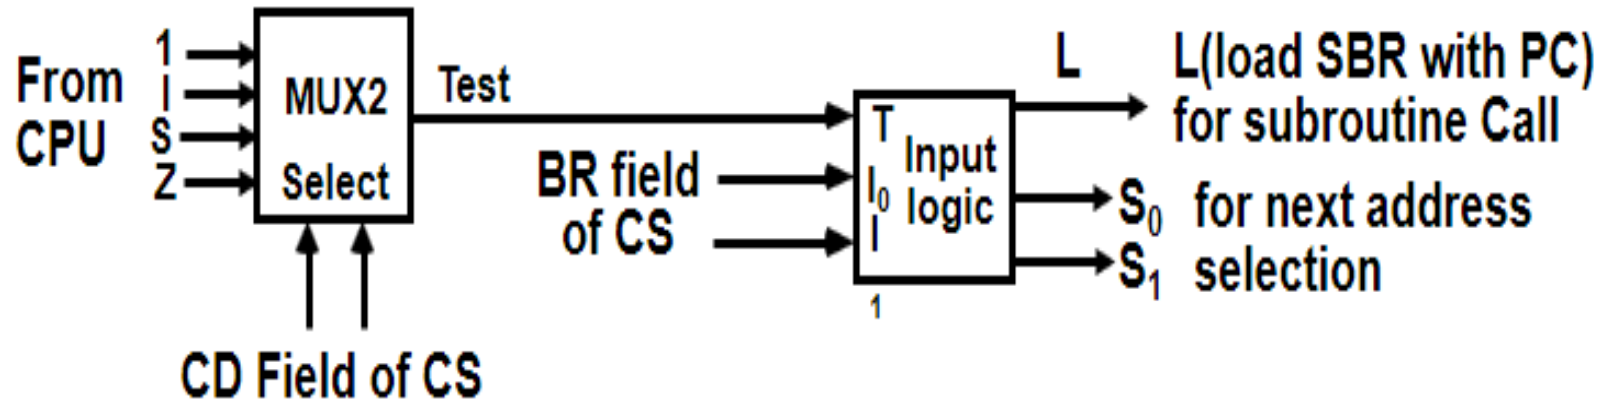 From
CPU
1
I
S
Z
MUX2
Select
Test
CD Field of CS
BR field
of CS
T
I₀
I
1
Input
logic
L
L(load SBR with PC)
for subroutine Call
S₀
S₁
for next address
selection